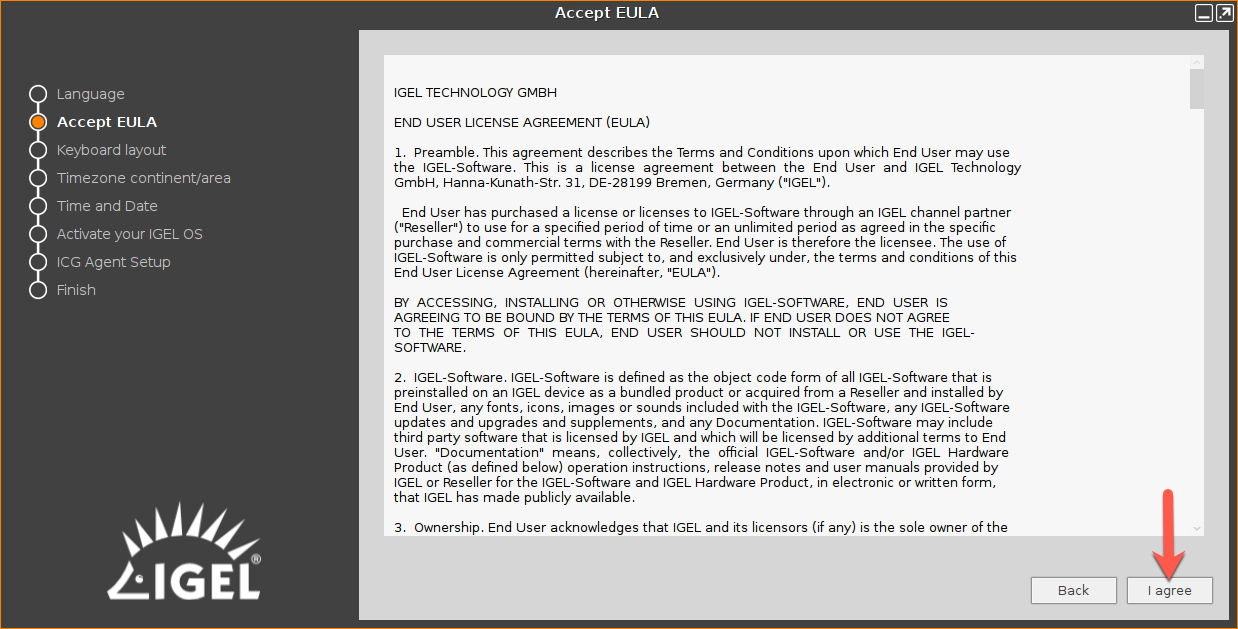 Accept EULA
Language
Accept EULA
Keyboard layout
Timezone continent/area
Time and Date
Activate your IGEL OS
ICG Agent Setup
Finish
IGEL®
IGEL TECHNOLOGY GMBH
END USER LICENSE AGREEMENT (EULA)
1. Preamble. This agreement describes the Terms and Conditions upon which End User may use
the IGEL-Software. This is a license agreement between the End User and IGEL Technology
GmbH, Hanna-Kunath-Str. 31, DE-28199 Bremen, Germany ("IGEL").
End User has purchased a license or licenses to IGEL-Software through an IGEL channel partner
("Reseller") to use for a specified period of time or an unlimited period as agreed in the specific
purchase and commercial terms with the Reseller. End User is therefore the licensee. The use of
IGEL-Software is only permitted subject to, and exclusively under, the terms and conditions of this
End User License Agreement (hereinafter, "EULA").
BY ACCESSING, INSTALLING OR OTHERWISE USING IGEL-SOFTWARE, END USER IS
AGREEING TO BE BOUND BY THE TERMS OF THIS EULA. IF END USER DOES NOT AGREE
TO THE TERMS OF THIS EULA, END USER SHOULD NOT INSTALL OR USE THE IGEL-
SOFTWARE.
2. IGEL-Software. IGEL-Software is defined as the object code form of all IGEL-Software that is
preinstalled on an IGEL device as a bundled product or acquired from a Reseller and installed by
End User, any fonts, icons, images or sounds included with the IGEL-Software, any IGEL-Software
updates and upgrades and supplements, and any Documentation. IGEL-Software may include
third party software that is licensed by IGEL and which will be licensed by additional terms to End
User. "Documentation" means, collectively, the official IGEL-Software and/or IGEL Hardware
Product (as defined below) operation instructions, release notes and user manuals provided by
IGEL or Reseller for the IGEL-Software and IGEL Hardware Product, in electronic or written form,
that IGEL has made publicly available.
3. Ownership. End User acknowledges that IGEL and its licensors (if any) is the sole owner of the
Back
I agree